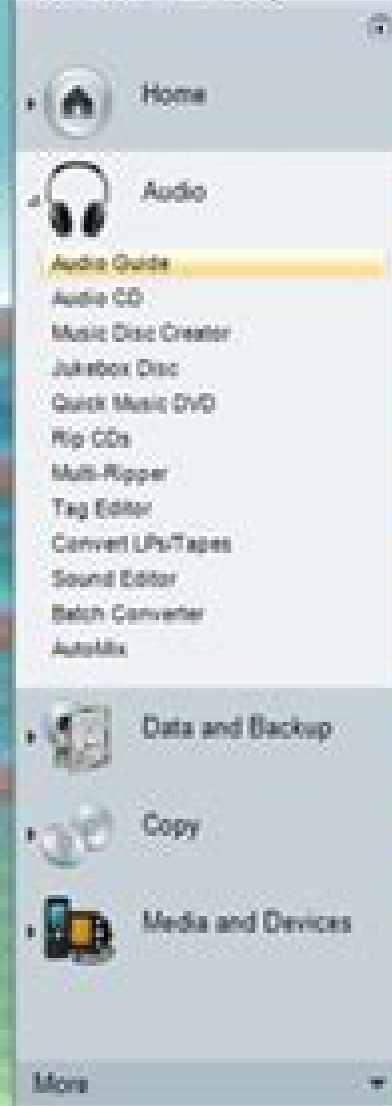 Home
Audio
Audio Guide
Audio CD
Music Disc Creator
Jukebox Disc
Quick Music DVD
Rip CDs
Multi-Ripper
Tag Editor
Convert LPs/Tapes
Sound Editor
Batch Converter
AutoMix
Data and Backup
Copy
Media and Devices
More